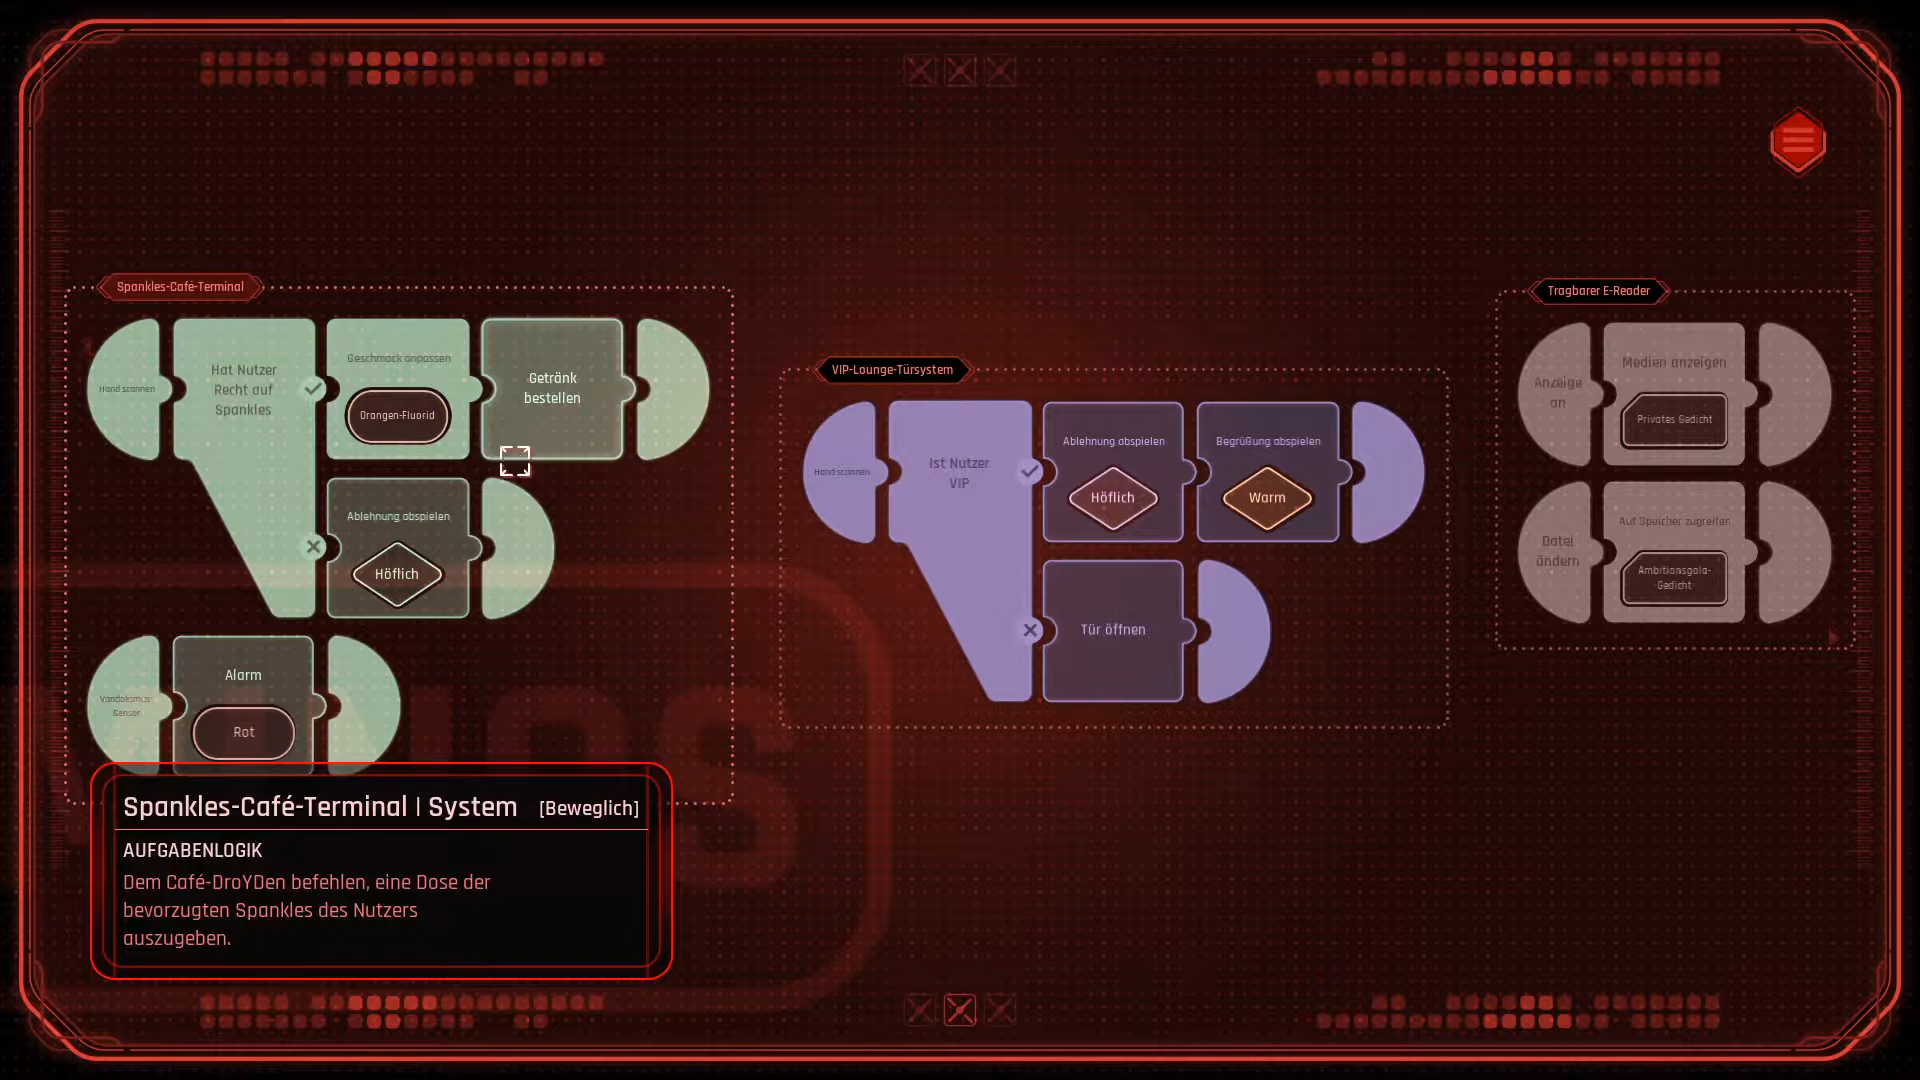 Spankles-Café-Terminal
Hand scannen
Hat Nutzer
Recht auf
Spankles
Geschmack anpassen
Orangen-Fluorid
Getränk
bestellen
Ablehnung abspielen
Höflich
Vandalismus-
Sensor
Alarm
Rot
VIP-Lounge-Türsystem
Hand scannen
Ist Nutzer
VIP
Ablehnung abspielen
Höflich
Begrüßung abspielen
Warm
Tür öffnen
Tragbarer E-Reader
Anzeige
an
Medien anzeigen
Privates Gedicht
Datei
ändern
Auf Speicher zugreifen
Ambitionsgala-
Gedicht
Spankles-Café-Terminal | System [Beweglich]
AUFGABENLOGIK
Dem Café-DroYDen befehlen, eine Dose der
bevorzugten Spankles des Nutzers
auszugeben.